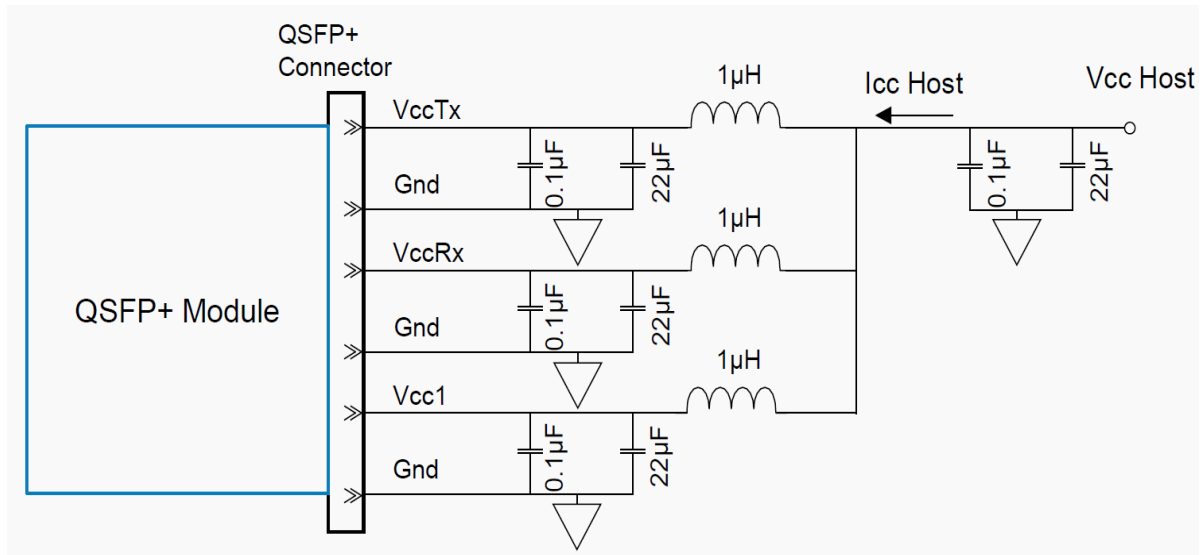 QSFP+
Connector
1µH
Icc Host
Vcc Host
VccTx
0.1µF
22µF
0.1µF
22µF
Gnd
1µH
VccRx
QSFP+ Module
0.1µF
22µF
Gnd
1µH
Vcc1
0.1µF
22µF
Gnd